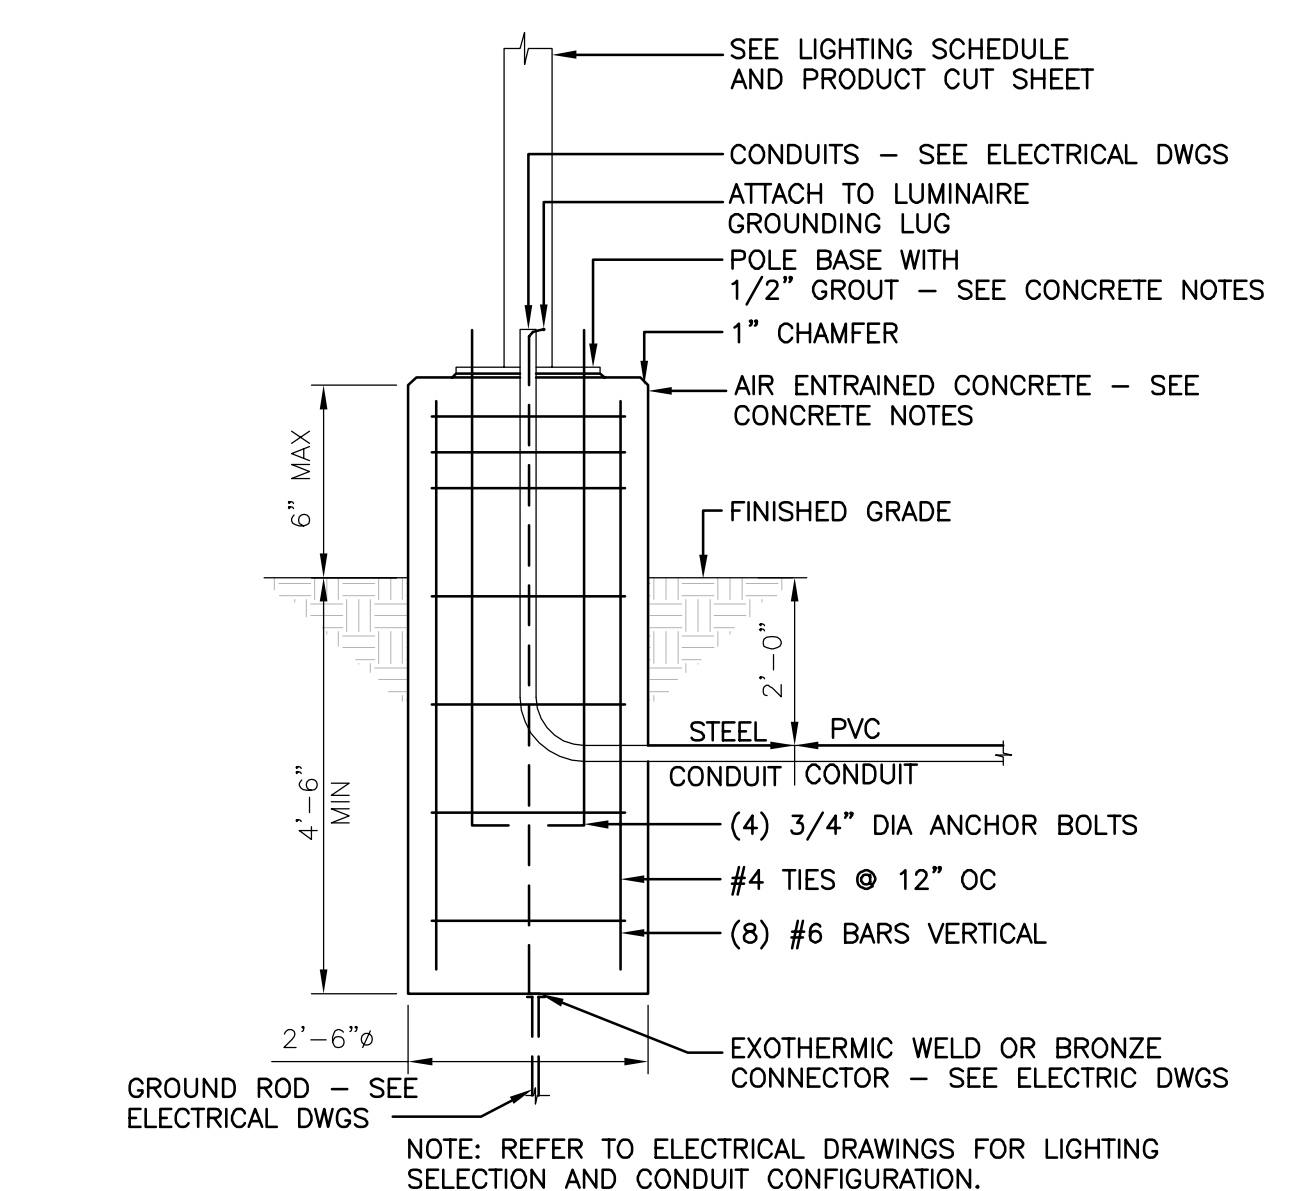 SEE LIGHTING SCHEDULE
AND PRODUCT CUT SHEET
CONDUITS – SEE ELECTRICAL DWGS
ATTACH TO LUMINAIRE
GROUNDING LUG
POLE BASE WITH
1/2" GROUT – SEE CONCRETE NOTES
1" CHAMFER
AIR ENTRAINED CONCRETE – SEE
CONCRETE NOTES
6" MAX
FINISHED GRADE
2'-0"
STEEL
PVC
CONDUIT
CONDUIT
4'-6"
MIN
(4) 3/4" DIA ANCHOR BOLTS
#4 TIES @ 12" OC
(8) #6 BARS VERTICAL
2'-6"ø
EXOTHERMIC WELD OR BRONZE
CONNECTOR – SEE ELECTRIC DWGS
GROUND ROD – SEE
ELECTRICAL DWGS
NOTE: REFER TO ELECTRICAL DRAWINGS FOR LIGHTING
SELECTION AND CONDUIT CONFIGURATION.